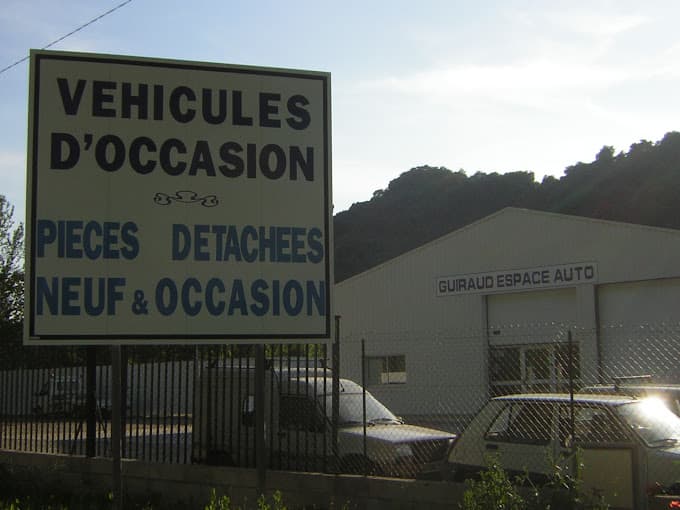 VEHICULES
D'OCCASION
PIECES DETACHEES
NEUF & OCCASION
GUIRAUD ESPACE AUTO